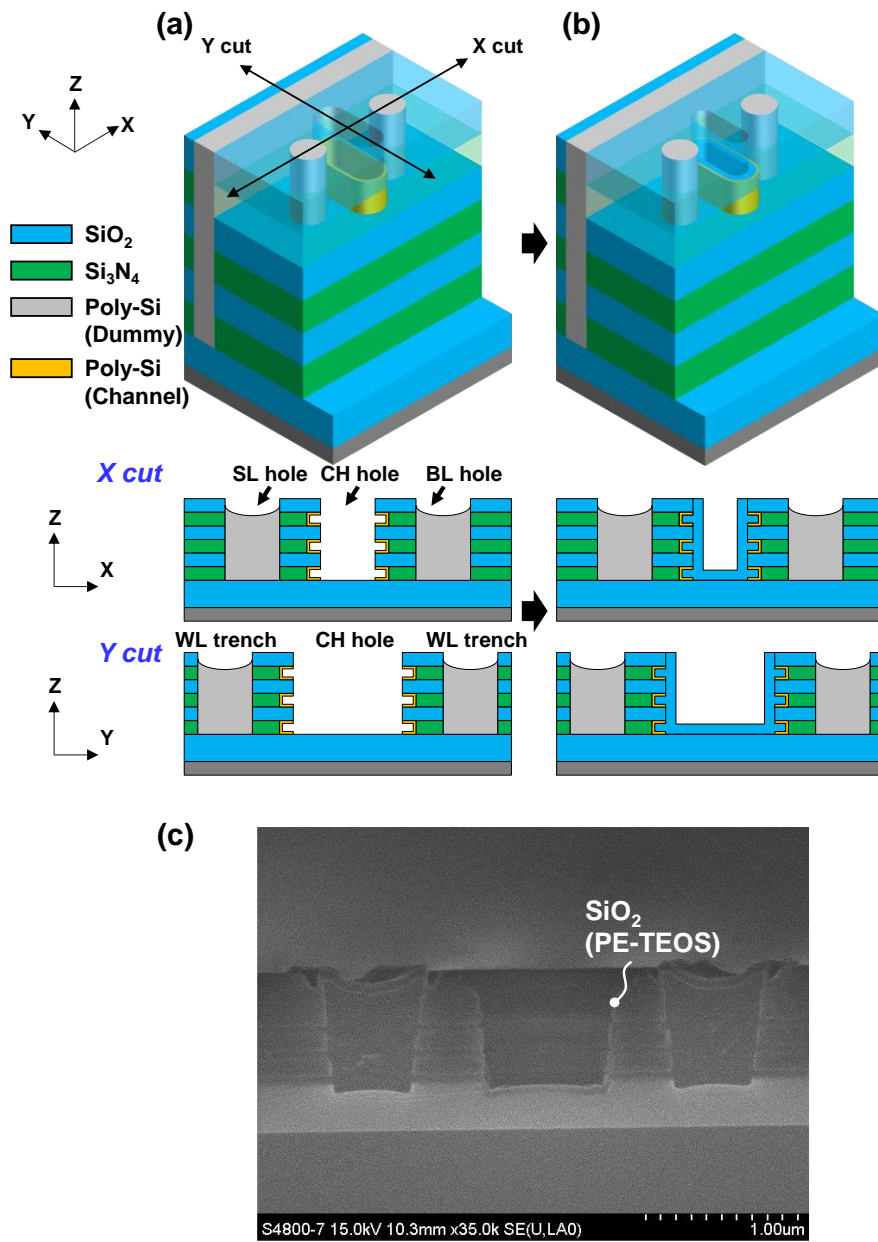 (a)
(b)
Y cut
X cut
Z
Y
X
SiO2
Si3N4
Poly-Si
(Dummy)
Poly-Si
(Channel)
X cut
SL hole
CH hole
BL hole
Z
X
Y cut
WL trench
CH hole
WL trench
Z
Y
(c)
SiO2
(PE-TEOS)
S4800-7 15.0kV 10.3mm x35.0k SE(U,LA0)
1.00um